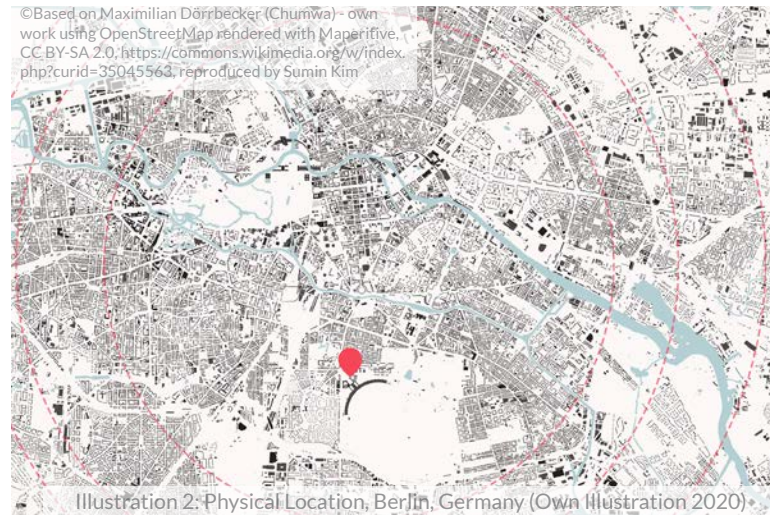 ©Based on Maximilian Dörrbecker (Chumwa) - own
work using OpenStreetMap rendered with Maperifive,
CC BY-SA 2.0, https://commons.wikimedia.org/w/index.
php?curid=35045563, reproduced by Sumin Kim
Illustration 2: Physical Location, Berlin, Germany (Own Illustration 2020)